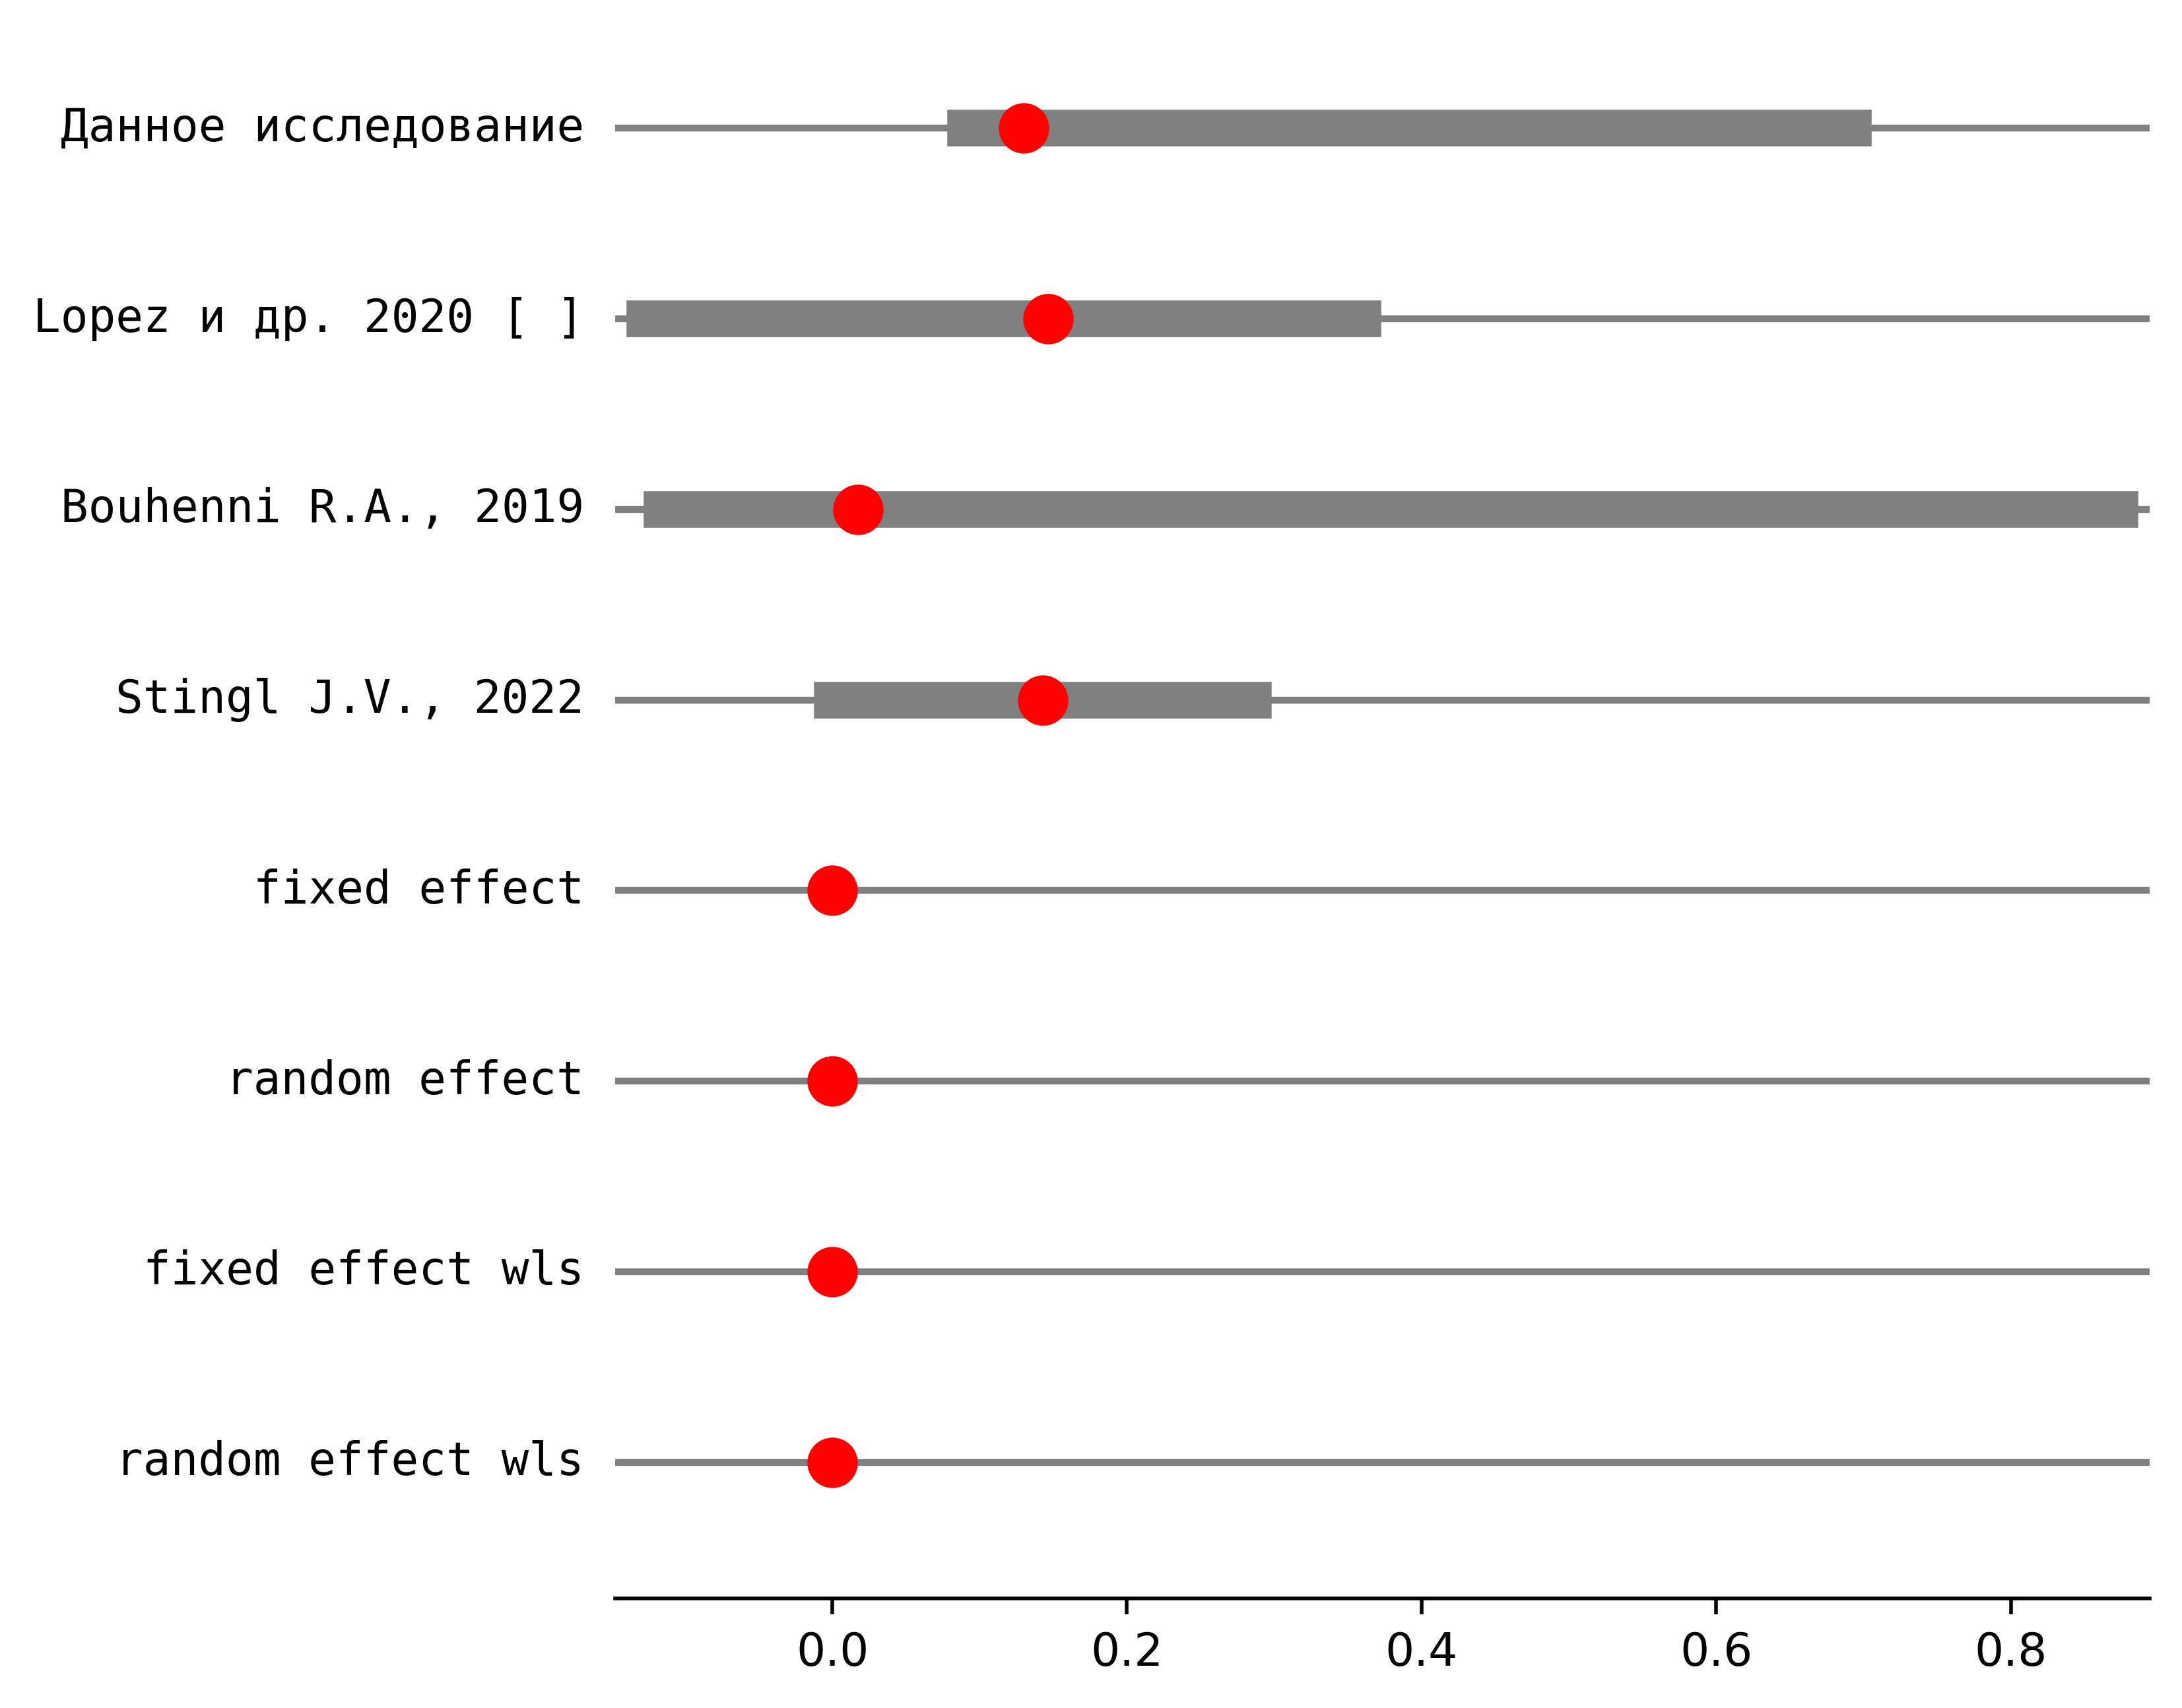 Данное исследование
Lopez и др. 2020 [ ]
Bouhenni R.A., 2019
Stingl J.V., 2022
fixed effect
random effect
fixed effect wls
random effect wls
0.0 0.2 0.4 0.6 0.8